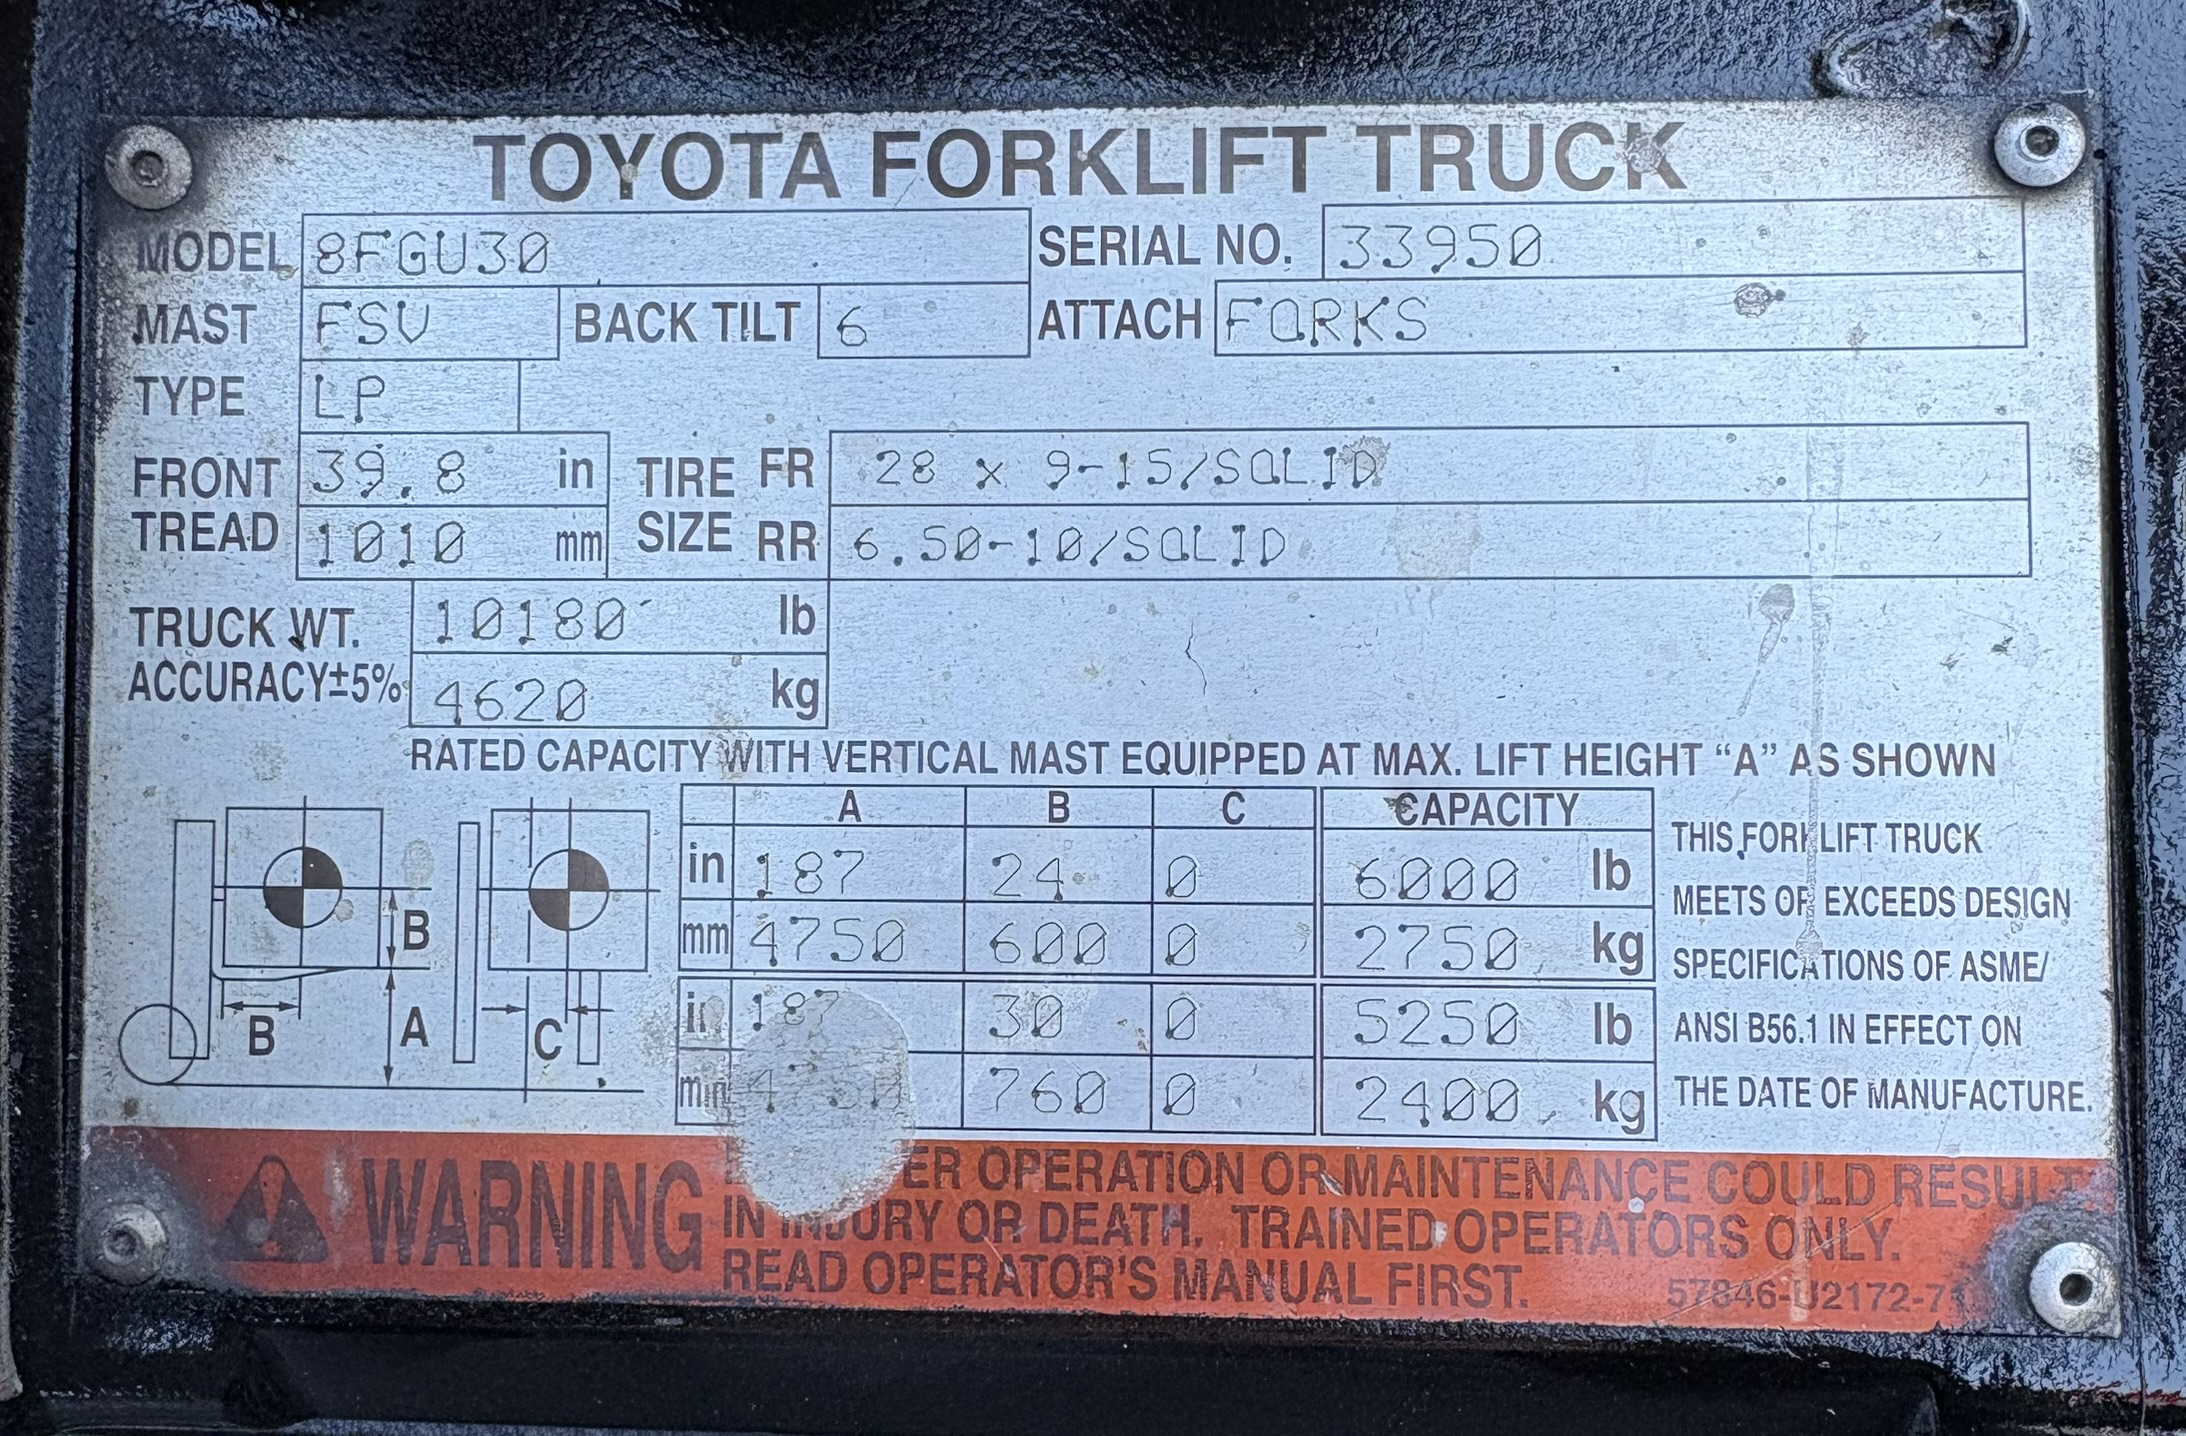 TOYOTA FORKLIFT TRUCK
MODEL 8FGU30 SERIAL NO. 33950
MAST FSV BACK TILT 6 ATTACH FORKS
TYPE LP
FRONT TREAD 39.8 in TIRE SIZE FR 28 x 9-15/SOLID
1010 mm RR 6.50-10/SOLID
TRUCK WT. 10180 lb
ACCURACY±5% 4620 kg
RATED CAPACITY WITH VERTICAL MAST EQUIPPED AT MAX. LIFT HEIGHT “A” AS SHOWN
A B C CAPACITY
in 187 24 0 6000 lb
mm 4750 600 0 2750 kg
in 187 30 0 5250 lb
mm 760 0 2400 kg
B
B A C
THIS FORKLIFT TRUCK
MEETS OR EXCEEDS DESIGN
SPECIFICATIONS OF ASME/
ANSI B56.1 IN EFFECT ON
THE DATE OF MANUFACTURE.
WARNING
OPERATION OR MAINTENANCE COULD RESULT
IN INJURY OR DEATH. TRAINED OPERATORS ONLY.
READ OPERATOR'S MANUAL FIRST.
57846-U2172-71